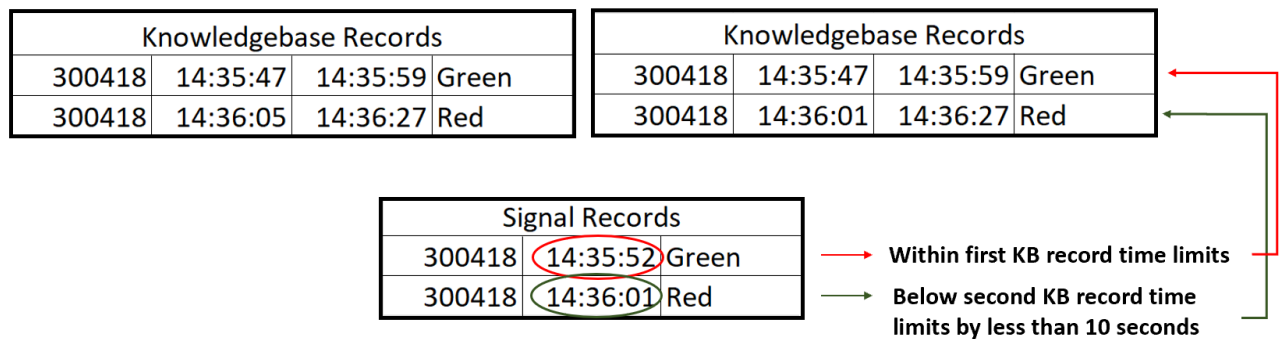 Knowledgebase Records
300418 14:35:47 14:35:59 Green
300418 14:36:05 14:36:27 Red
Knowledgebase Records
300418 14:35:47 14:35:59 Green
300418 14:36:01 14:36:27 Red
Signal Records
300418 14:35:52 Green
300418 14:36:01 Red
Within first KB record time limits
Below second KB record time
limits by less than 10 seconds